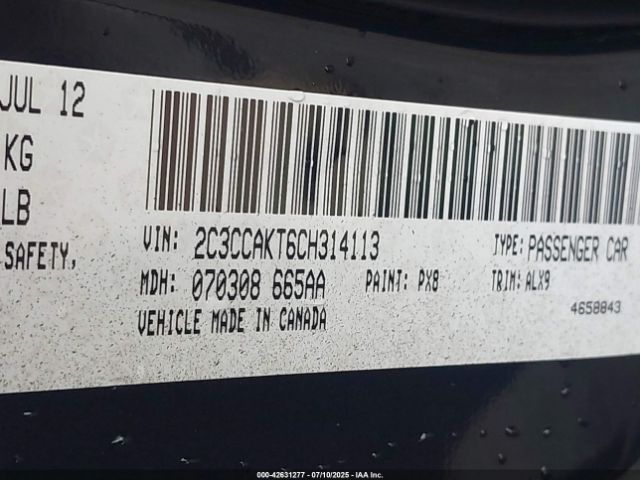 JUL 12
KG
LB
SAFETY,
VIN: 2C3CCAKT6CH314113 TYPE: PASSENGER CAR
MDH: 070308 665AA PAINT: PX8 TRIM: ALX9
4658843
VEHICLE MADE IN CANADA
000-42631277 - 07/10/2025 - IAA Inc.